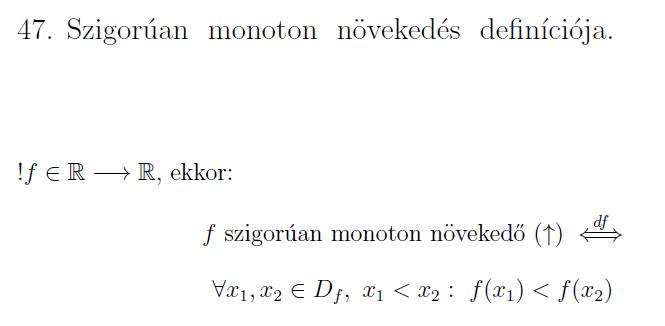 47. Szigorúan monoton növekedés definíciója.
!f ∈ ℝ ⟶ ℝ, ekkor:
f szigorúan monoton növekedő (↑) ⟺^{df}
∀x₁, x₂ ∈ D_f, x₁ < x₂ : f(x₁) < f(x₂)